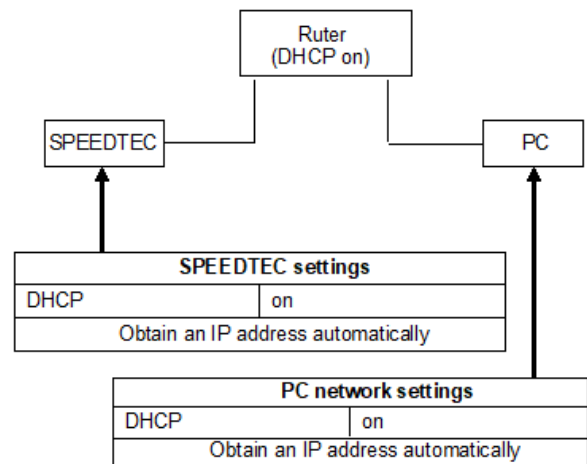 Ruter
(DHCP on)
SPEEDTEC
PC
SPEEDTEC settings
DHCP on
Obtain an IP address automatically
PC network settings
DHCP on
Obtain an IP address automatically